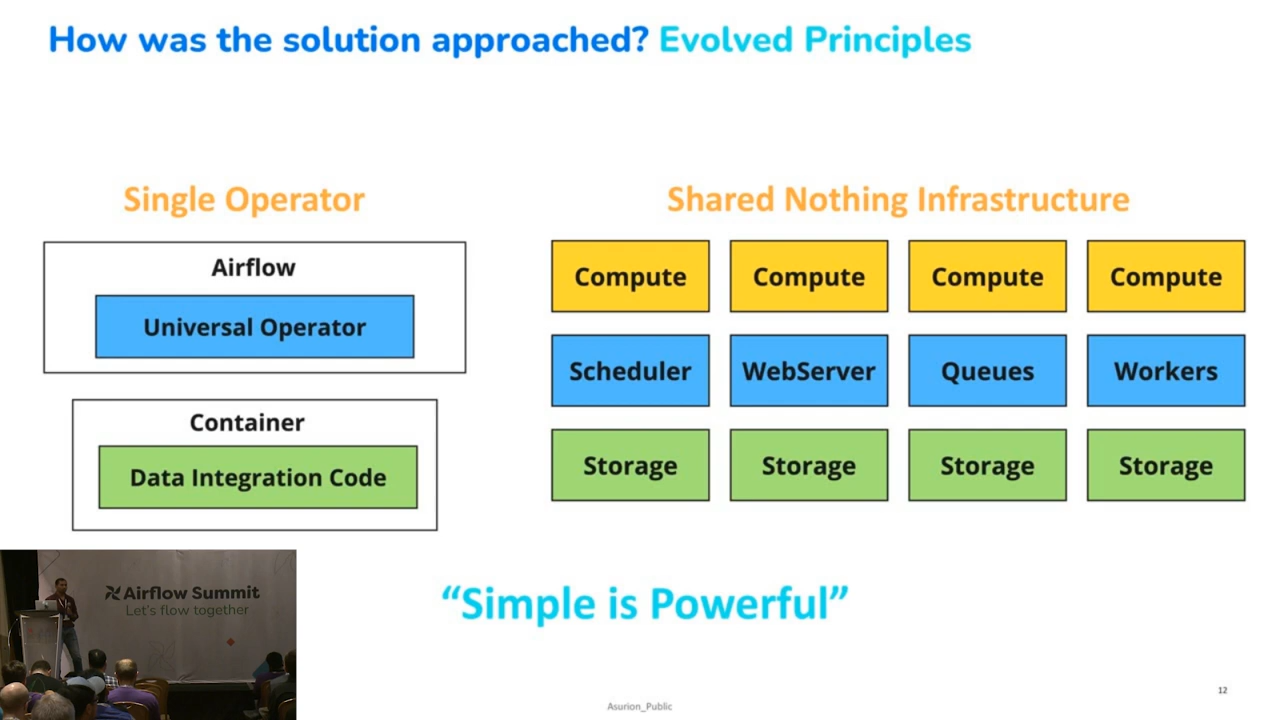 How was the solution approached? Evolved Principles
Single Operator
Airflow
Universal Operator
Container
Data Integration Code
Shared Nothing Infrastructure
Compute Compute Compute Compute
Scheduler WebServer Queues Workers
Storage Storage Storage Storage
“Simple is Powerful”
Airflow Summit
Let's flow together
12
Asurion_Public